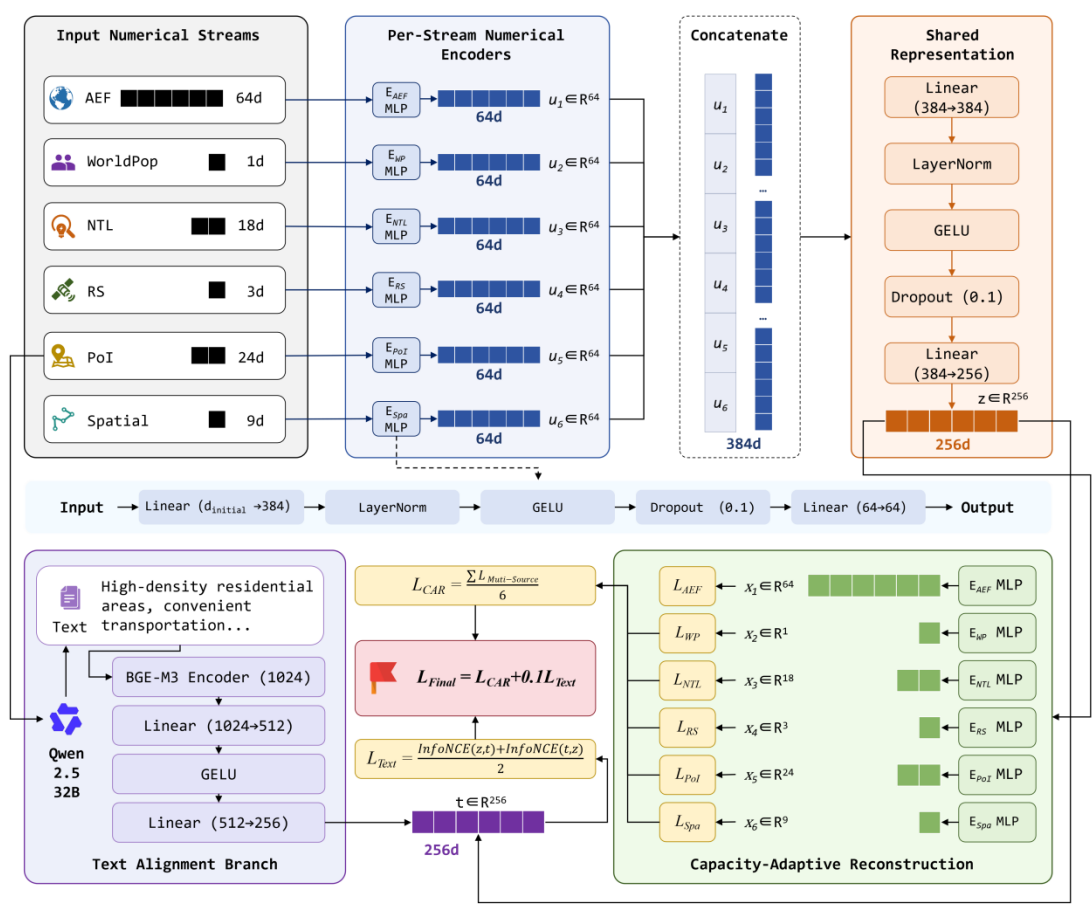 Input Numerical Streams
AEF 64d
WorldPop 1d
NTL 18d
RS 3d
PoI 24d
Spatial 9d
Per-Stream Numerical
Encoders
E_AEF
MLP
64d
u₁∈R⁶⁴
E_WP
MLP
64d
u₂∈R⁶⁴
E_NTL
MLP
64d
u₃∈R⁶⁴
E_RS
MLP
64d
u₄∈R⁶⁴
E_PoI
MLP
64d
u₅∈R⁶⁴
E_Spa
MLP
64d
u₆∈R⁶⁴
Concatenate
u₁
u₂
...
u₃
u₄
...
u₅
u₆
384d
Shared
Representation
Linear
(384→384)
LayerNorm
GELU
Dropout (0.1)
Linear
(384→256)
z∈R²⁵⁶
256d
Input
Linear (d_initial →384)
LayerNorm
GELU
Dropout (0.1)
Linear (64→64)
Output
Text
High-density residential
areas, convenient
transportation...
BGE-M3 Encoder (1024)
Linear (1024→512)
GELU
Linear (512→256)
Qwen
2.5
32B
Text Alignment Branch
L_CAR = ∑ L_Muti-Source / 6
L_Final = L_CAR+0.1L_Text
L_Text = InfoNCE(z,t)+InfoNCE(t,z) / 2
t∈R²⁵⁶
256d
L_AEF x₁∈R⁶⁴ E_AEF MLP
L_WP x₂∈R¹ E_WP MLP
L_NTL x₃∈R¹⁸ E_NTL MLP
L_RS x₄∈R³ E_RS MLP
L_PoI x₅∈R²⁴ E_PoI MLP
L_Spa x₆∈R⁹ E_Spa MLP
Capacity-Adaptive Reconstruction